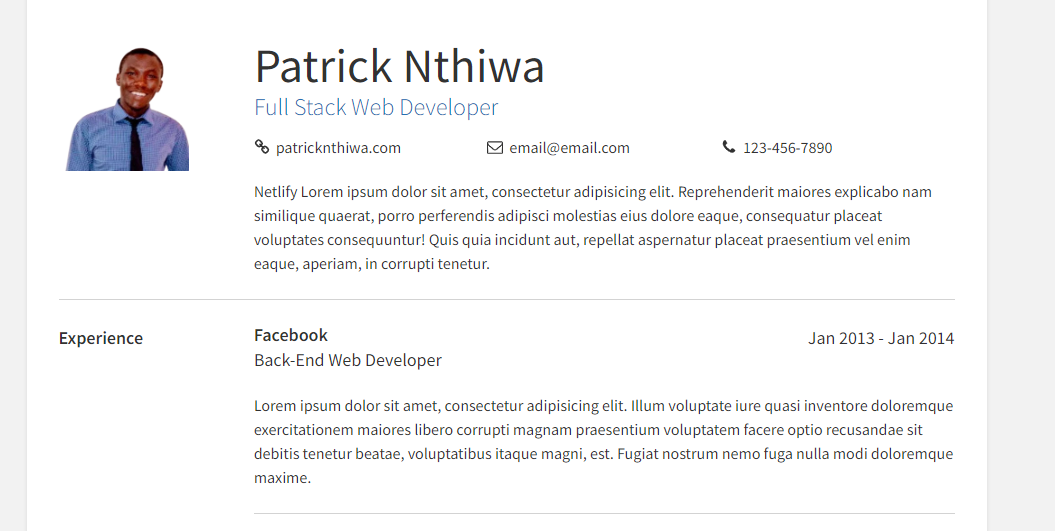 Patrick Nthiwa
Full Stack Web Developer
patricknthiwa.com email@email.com 123-456-7890
Netlify Lorem ipsum dolor sit amet, consectetur adipisicing elit. Reprehenderit maiores explicabo nam
similique quaerat, porro perferendis adipisci molestias eius dolore eaque, consequatur placeat
voluptates consequuntur! Quis quia incidunt aut, repellat aspernatur placeat praesentium vel enim
eaque, aperiam, in corrupti tenetur.
Experience
Facebook
Jan 2013 - Jan 2014
Back-End Web Developer
Lorem ipsum dolor sit amet, consectetur adipisicing elit. Illum voluptate iure quasi inventore doloremque
exercitationem maiores libero corrupti magnam praesentium voluptatem facere optio recusandae sit
debitis tenetur beatae, voluptatibus itaque magni, est. Fugiat nostrum nemo fuga nulla modi doloremque
maxime.